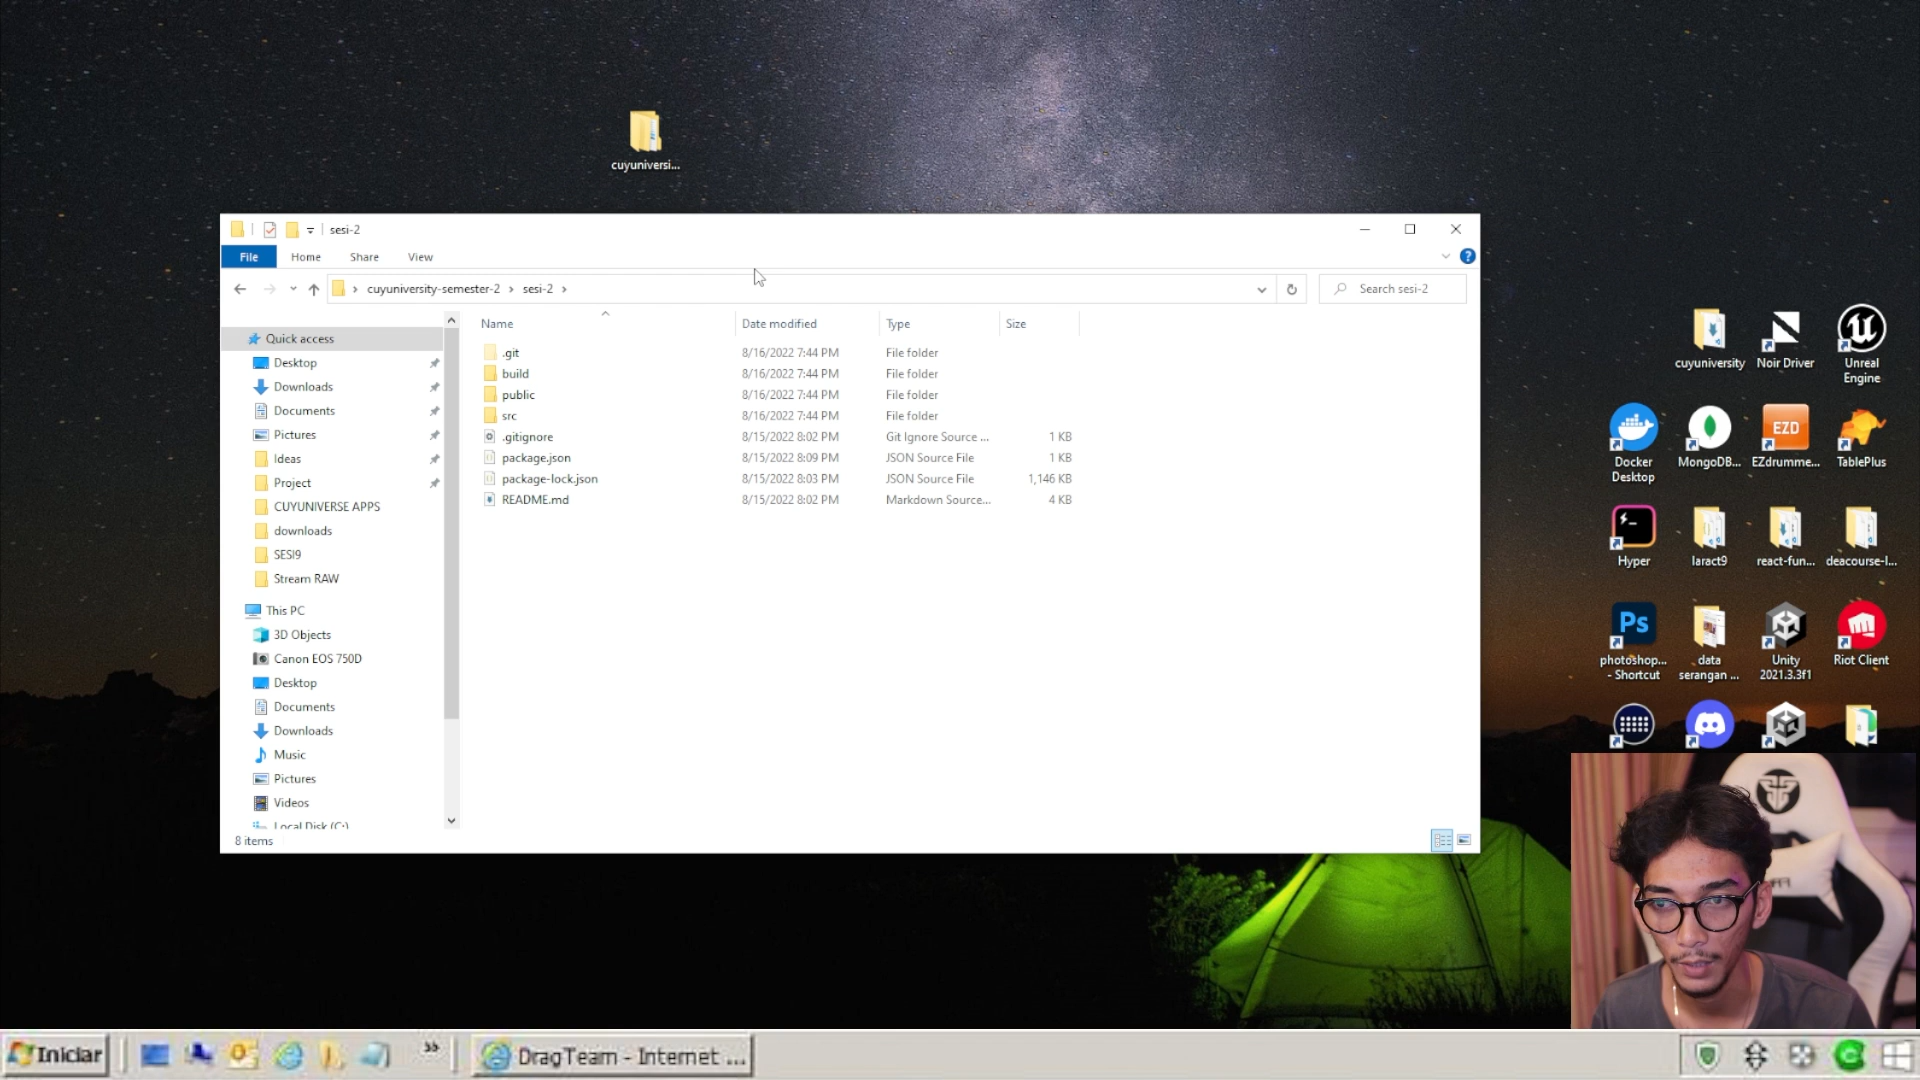 cuyuniversi...
sesi-2
File Home Share View
cuyuniversity-semester-2 › sesi-2 ›
Search sesi-2
Name Date modified Type Size
.git 8/16/2022 7:44 PM File folder
build 8/16/2022 7:44 PM File folder
public 8/16/2022 7:44 PM File folder
src 8/16/2022 7:44 PM File folder
.gitignore 8/15/2022 8:02 PM Git Ignore Source ... 1 KB
package.json 8/15/2022 8:09 PM JSON Source File 1 KB
package-lock.json 8/15/2022 8:03 PM JSON Source File 1,146 KB
README.md 8/15/2022 8:02 PM Markdown Source... 4 KB
Quick access
Desktop
Downloads
Documents
Pictures
Ideas
Project
CUYUNIVERSE APPS
downloads
SESI9
Stream RAW
This PC
3D Objects
Canon EOS 750D
Desktop
Documents
Downloads
Music
Pictures
Videos
Local Disk (C:)
8 items
cuyuniversity Noir Driver Unreal Engine
EZD
Docker Desktop MongoDB... EZdrumme... TablePlus
Hyper laract9 react-fun... deacourse-l...
Ps
photoshop... - Shortcut data serangan ... Unity 2021.3.3f1 Riot Client
Iniciar
DragTeam - Internet ...